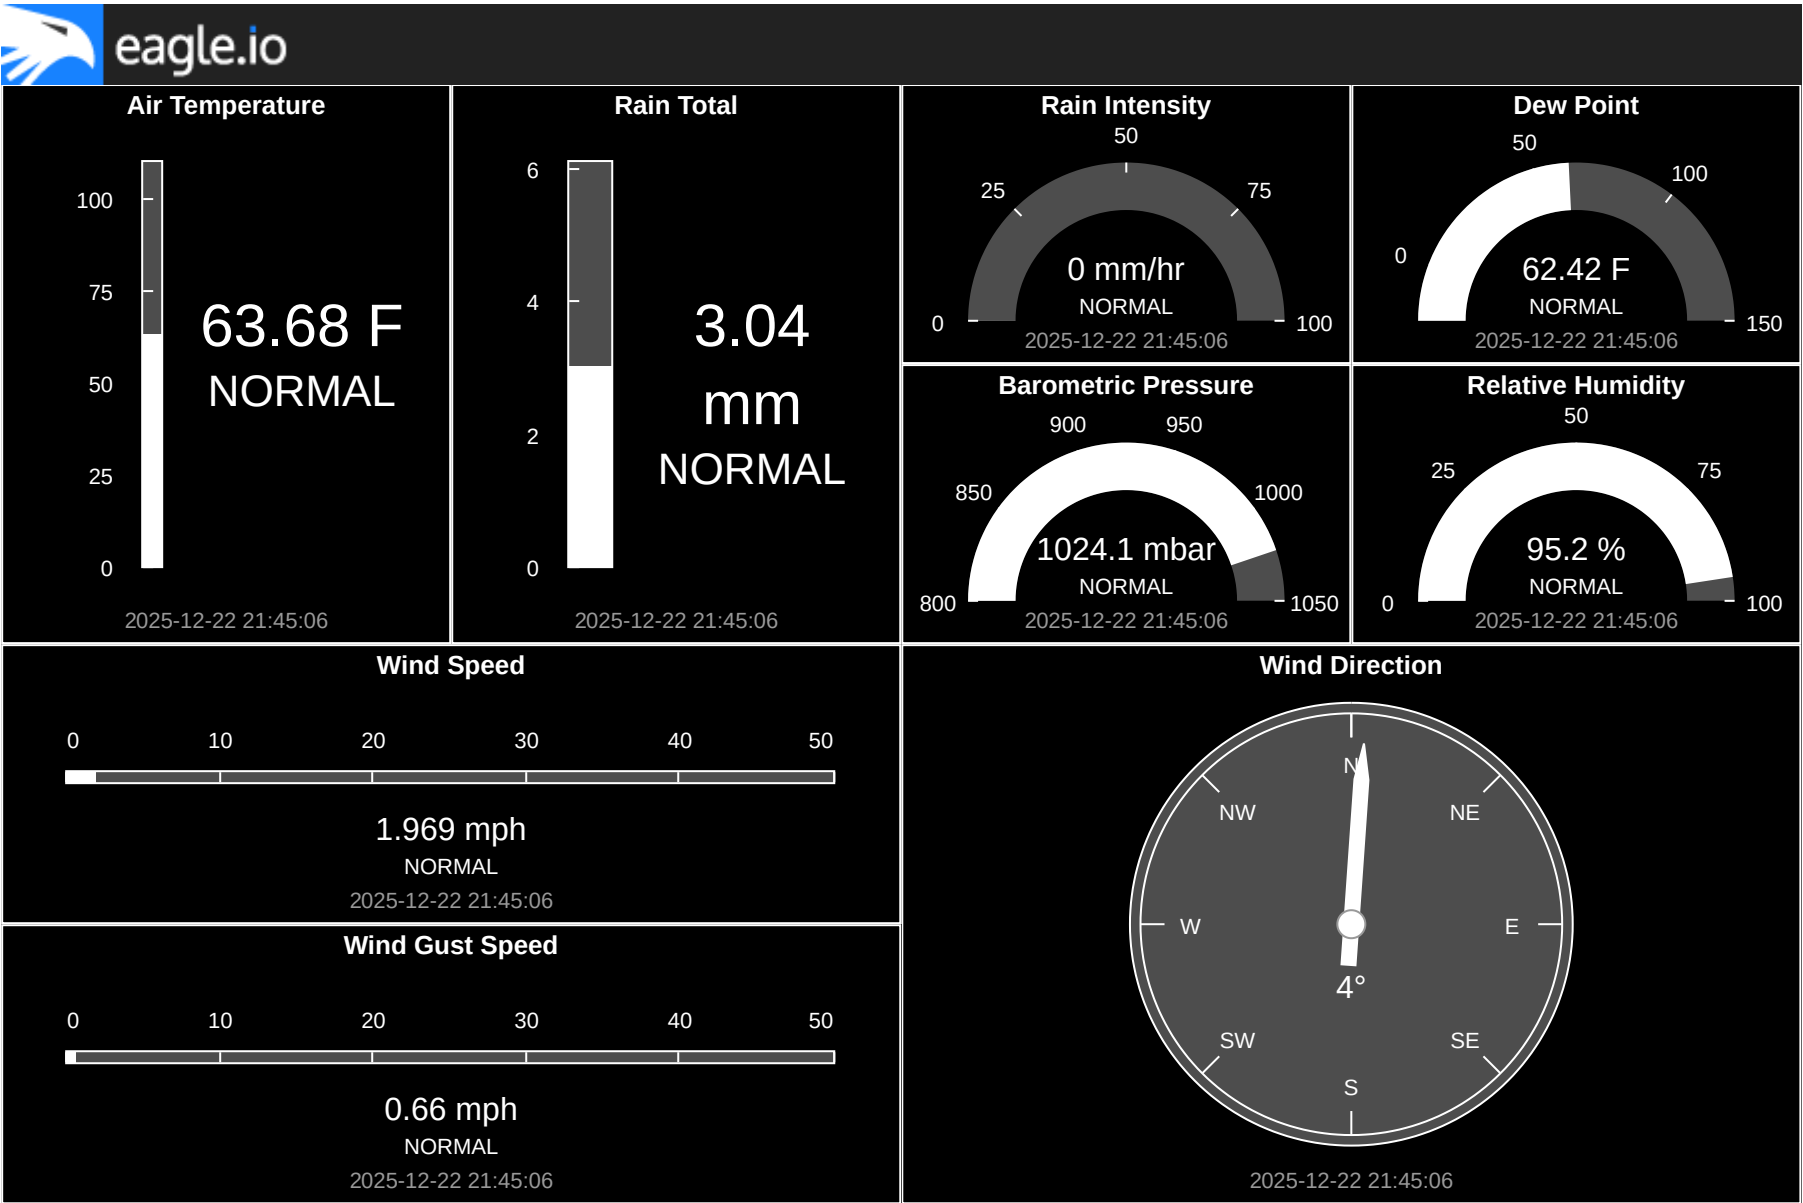 eagle.io
Air Temperature
100
75
50
25
0
63.68 F
NORMAL
2025-12-22 21:45:06
Rain Total
6
4
2
0
3.04
mm
NORMAL
2025-12-22 21:45:06
Rain Intensity
50
25
75
0
100
0 mm/hr
NORMAL
2025-12-22 21:45:06
Dew Point
50
100
0
150
62.42 F
NORMAL
2025-12-22 21:45:06
Barometric Pressure
900
950
850
1000
800
1050
1024.1 mbar
NORMAL
2025-12-22 21:45:06
Relative Humidity
50
25
75
0
100
95.2 %
NORMAL
2025-12-22 21:45:06
Wind Speed
0 10 20 30 40 50
1.969 mph
NORMAL
2025-12-22 21:45:06
Wind Gust Speed
0 10 20 30 40 50
0.66 mph
NORMAL
2025-12-22 21:45:06
Wind Direction
N
NW
NE
W
E
4°
SW
SE
S
2025-12-22 21:45:06